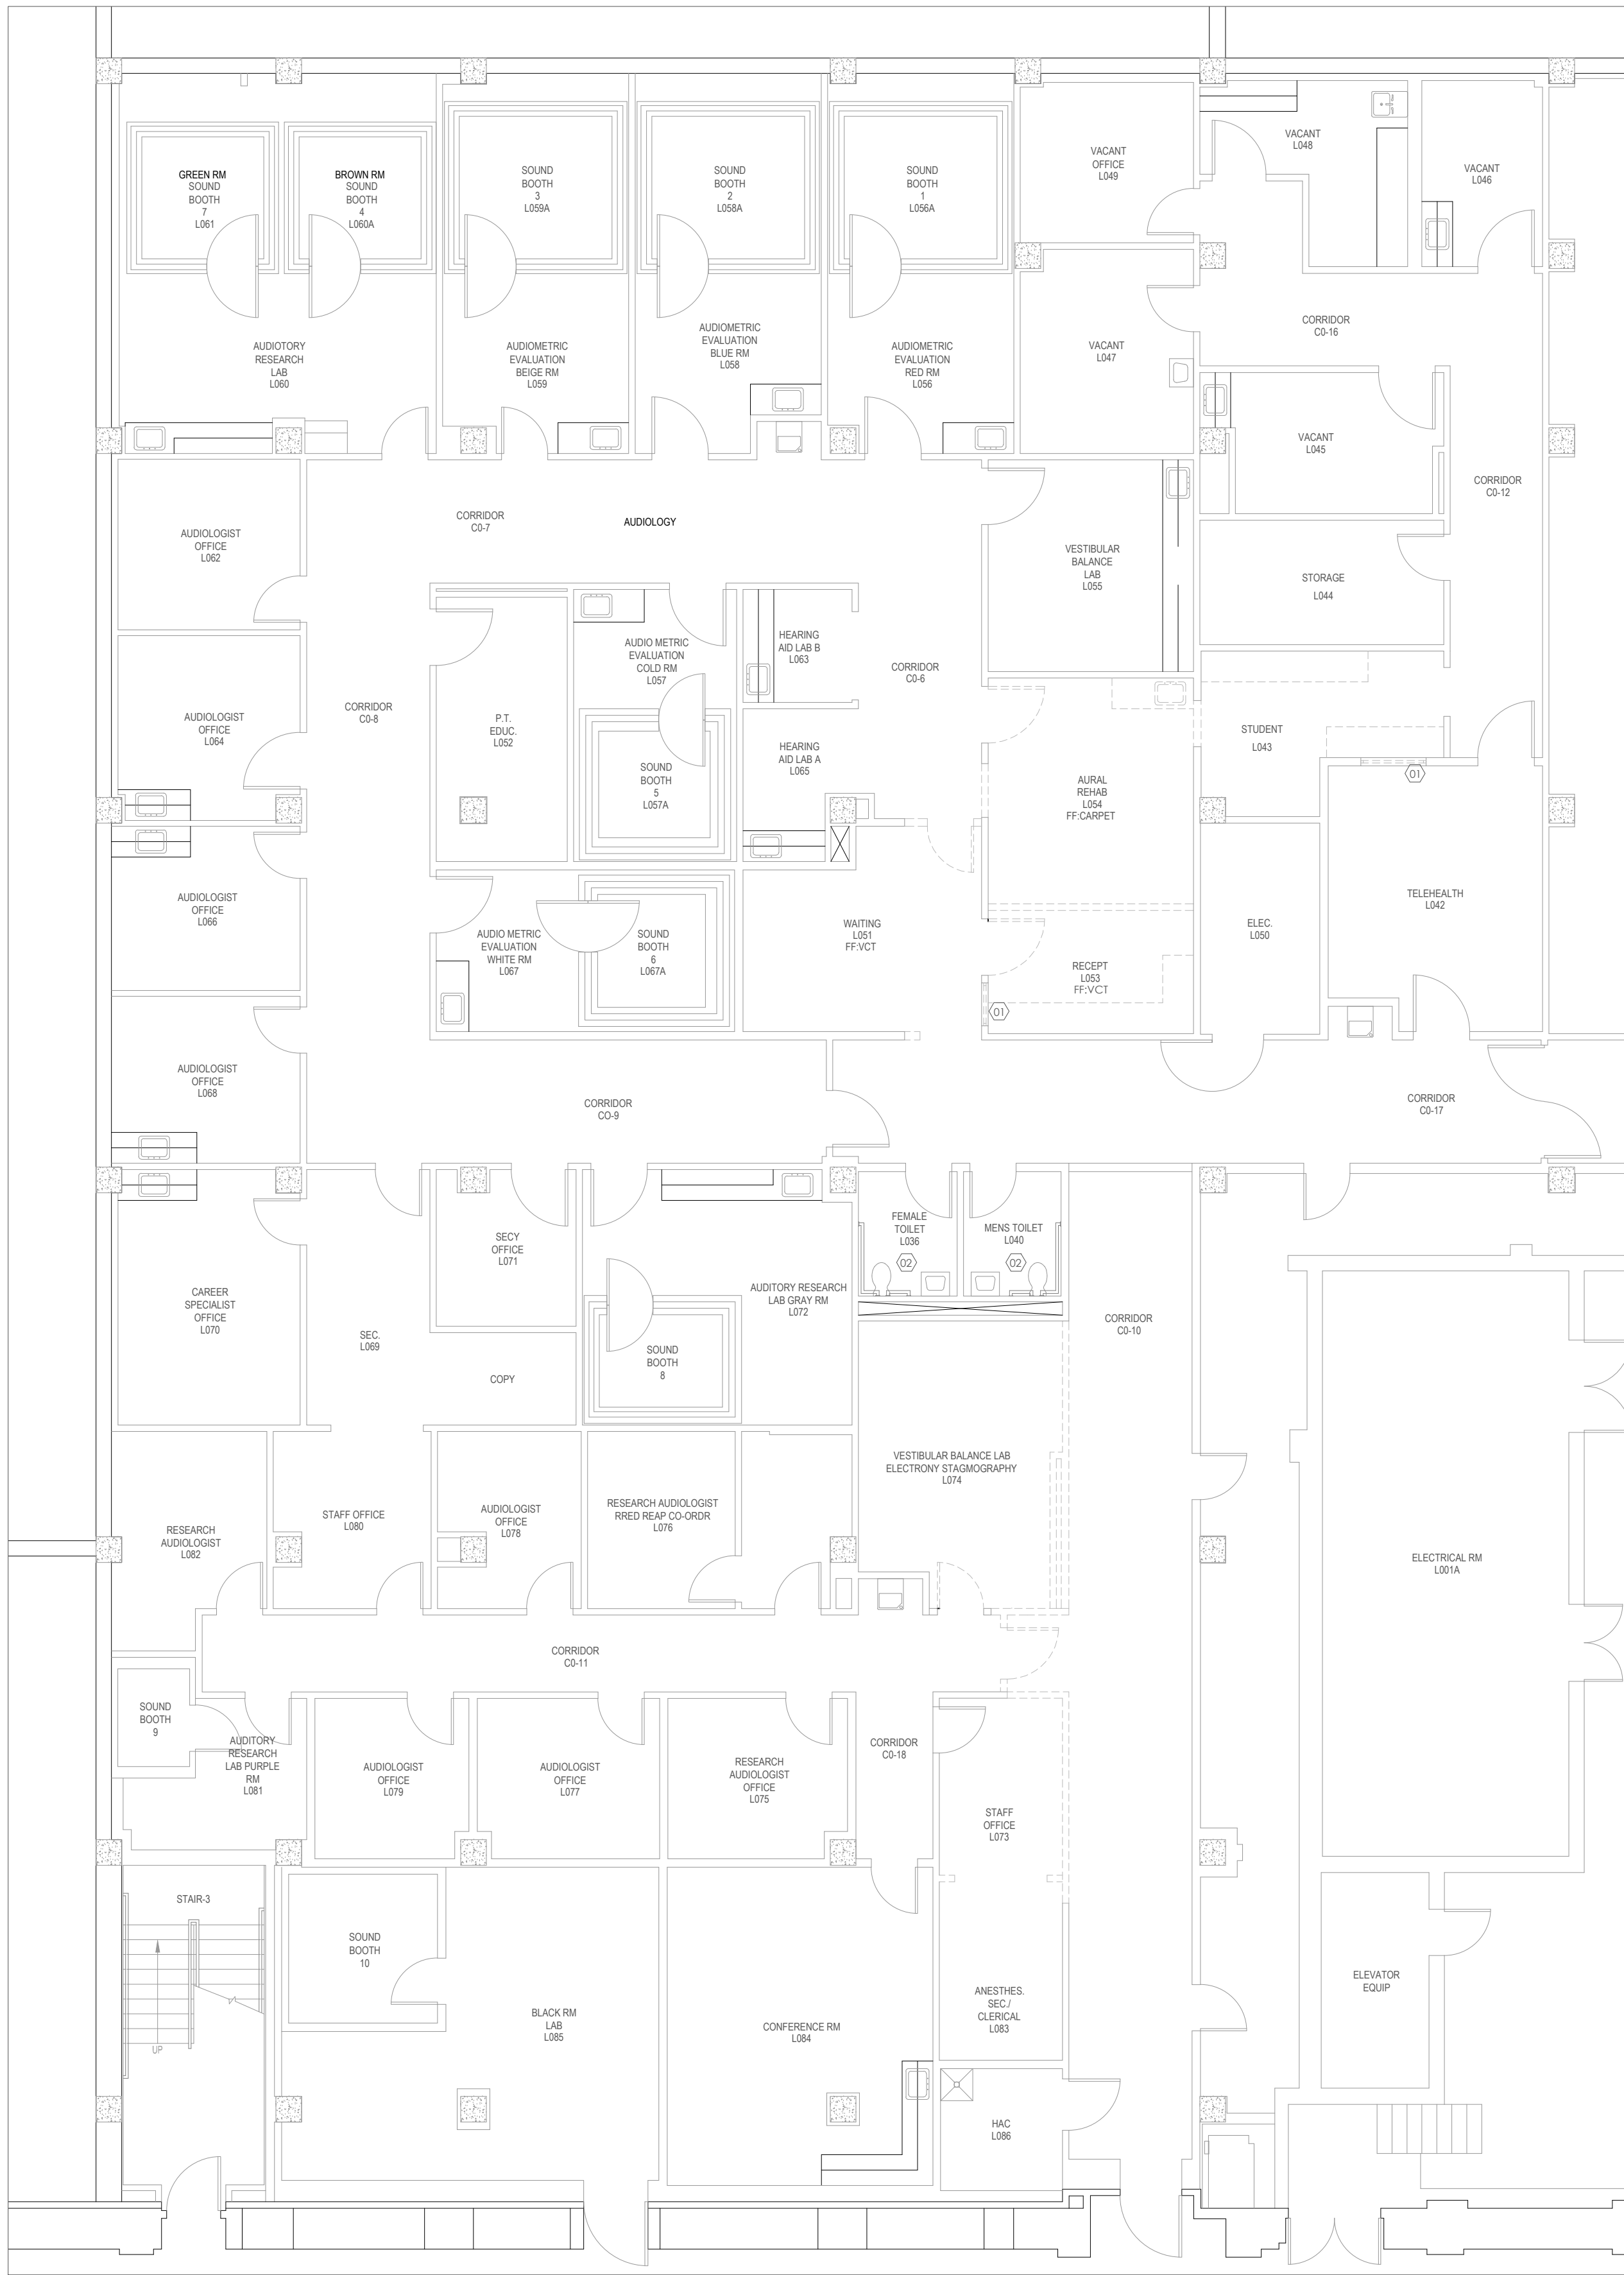 GREEN RM
SOUND
BOOTH
7
L061
BROWN RM
SOUND
BOOTH
4
L060A
SOUND
BOOTH
3
L059A
SOUND
BOOTH
2
L058A
SOUND
BOOTH
1
L056A
VACANT
OFFICE
L049
VACANT
L048
VACANT
L046
AUDIOTORY
RESEARCH
LAB
L060
AUDIOMETRIC
EVALUATION
BEIGE RM
L059
AUDIOMETRIC
EVALUATION
BLUE RM
L058
AUDIOMETRIC
EVALUATION
RED RM
L056
VACANT
L047
CORRIDOR
C0-16
VACANT
L045
CORRIDOR
C0-12
AUDIOLOGIST
OFFICE
L062
CORRIDOR
C0-7
AUDIOLOGY
VESTIBULAR
BALANCE
LAB
L055
STORAGE
L044
AUDIOLOGIST
OFFICE
L064
CORRIDOR
C0-8
P.T.
EDUC.
L052
AUDIO METRIC
EVALUATION
COLD RM
L057
SOUND
BOOTH
5
L057A
HEARING
AID LAB B
L063
HEARING
AID LAB A
L065
CORRIDOR
C0-6
AURAL
REHAB
L054
FF:CARPET
STUDENT
L043
01
AUDIOLOGIST
OFFICE
L066
AUDIO METRIC
EVALUATION
WHITE RM
L067
SOUND
BOOTH
6
L067A
WAITING
L051
FF:VCT
RECEPT
L053
FF:VCT
01
ELEC.
L050
TELEHEALTH
L042
AUDIOLOGIST
OFFICE
L068
CORRIDOR
CO-9
CORRIDOR
C0-17
CAREER
SPECIALIST
OFFICE
L070
SEC.
L069
SECY
OFFICE
L071
COPY
AUDITORY RESEARCH
LAB GRAY RM
L072
SOUND
BOOTH
8
FEMALE
TOILET
L036
02
MENS TOILET
L040
02
CORRIDOR
C0-10
RESEARCH
AUDIOLOGIST
L082
STAFF OFFICE
L080
AUDIOLOGIST
OFFICE
L078
RESEARCH AUDIOLOGIST
RRED REAP CO-ORDR
L076
VESTIBULAR BALANCE LAB
ELECTRONY STAGMOGRAPHY
L074
ELECTRICAL RM
L001A
CORRIDOR
C0-11
SOUND
BOOTH
9
AUDITORY
RESEARCH
LAB PURPLE
RM
L081
AUDIOLOGIST
OFFICE
L079
AUDIOLOGIST
OFFICE
L077
RESEARCH
AUDIOLOGIST
OFFICE
L075
CORRIDOR
C0-18
STAFF
OFFICE
L073
STAIR-3
UP
SOUND
BOOTH
10
BLACK RM
LAB
L085
CONFERENCE RM
L084
ANESTHES.
SEC./
CLERICAL
L083
ELEVATOR
EQUIP
HAC
L086